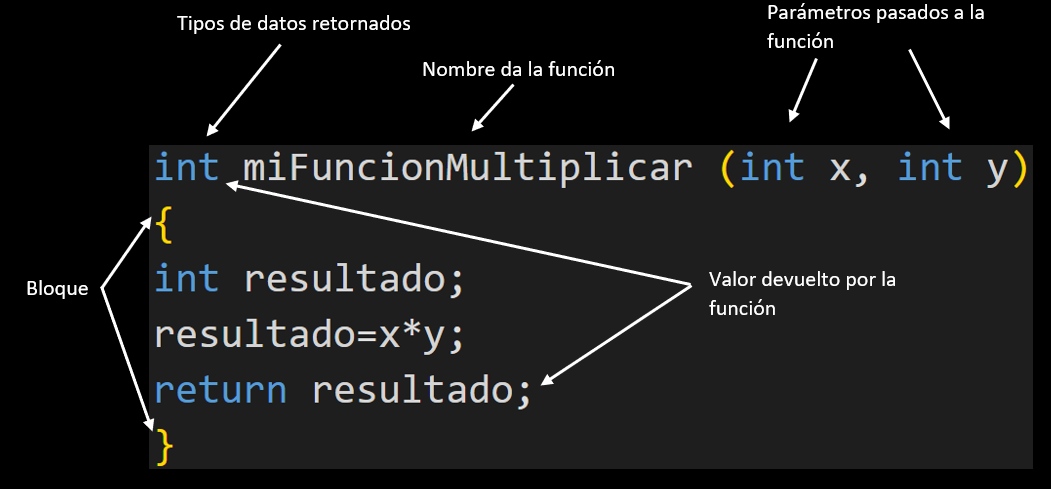 Tipos de datos retornados
Parámetros pasados a la
función
Nombre da la función
int miFuncionMultiplicar (int x, int y)
{
int resultado;
Bloque
Valor devuelto por la
función
resultado=x*y;
return resultado;
}